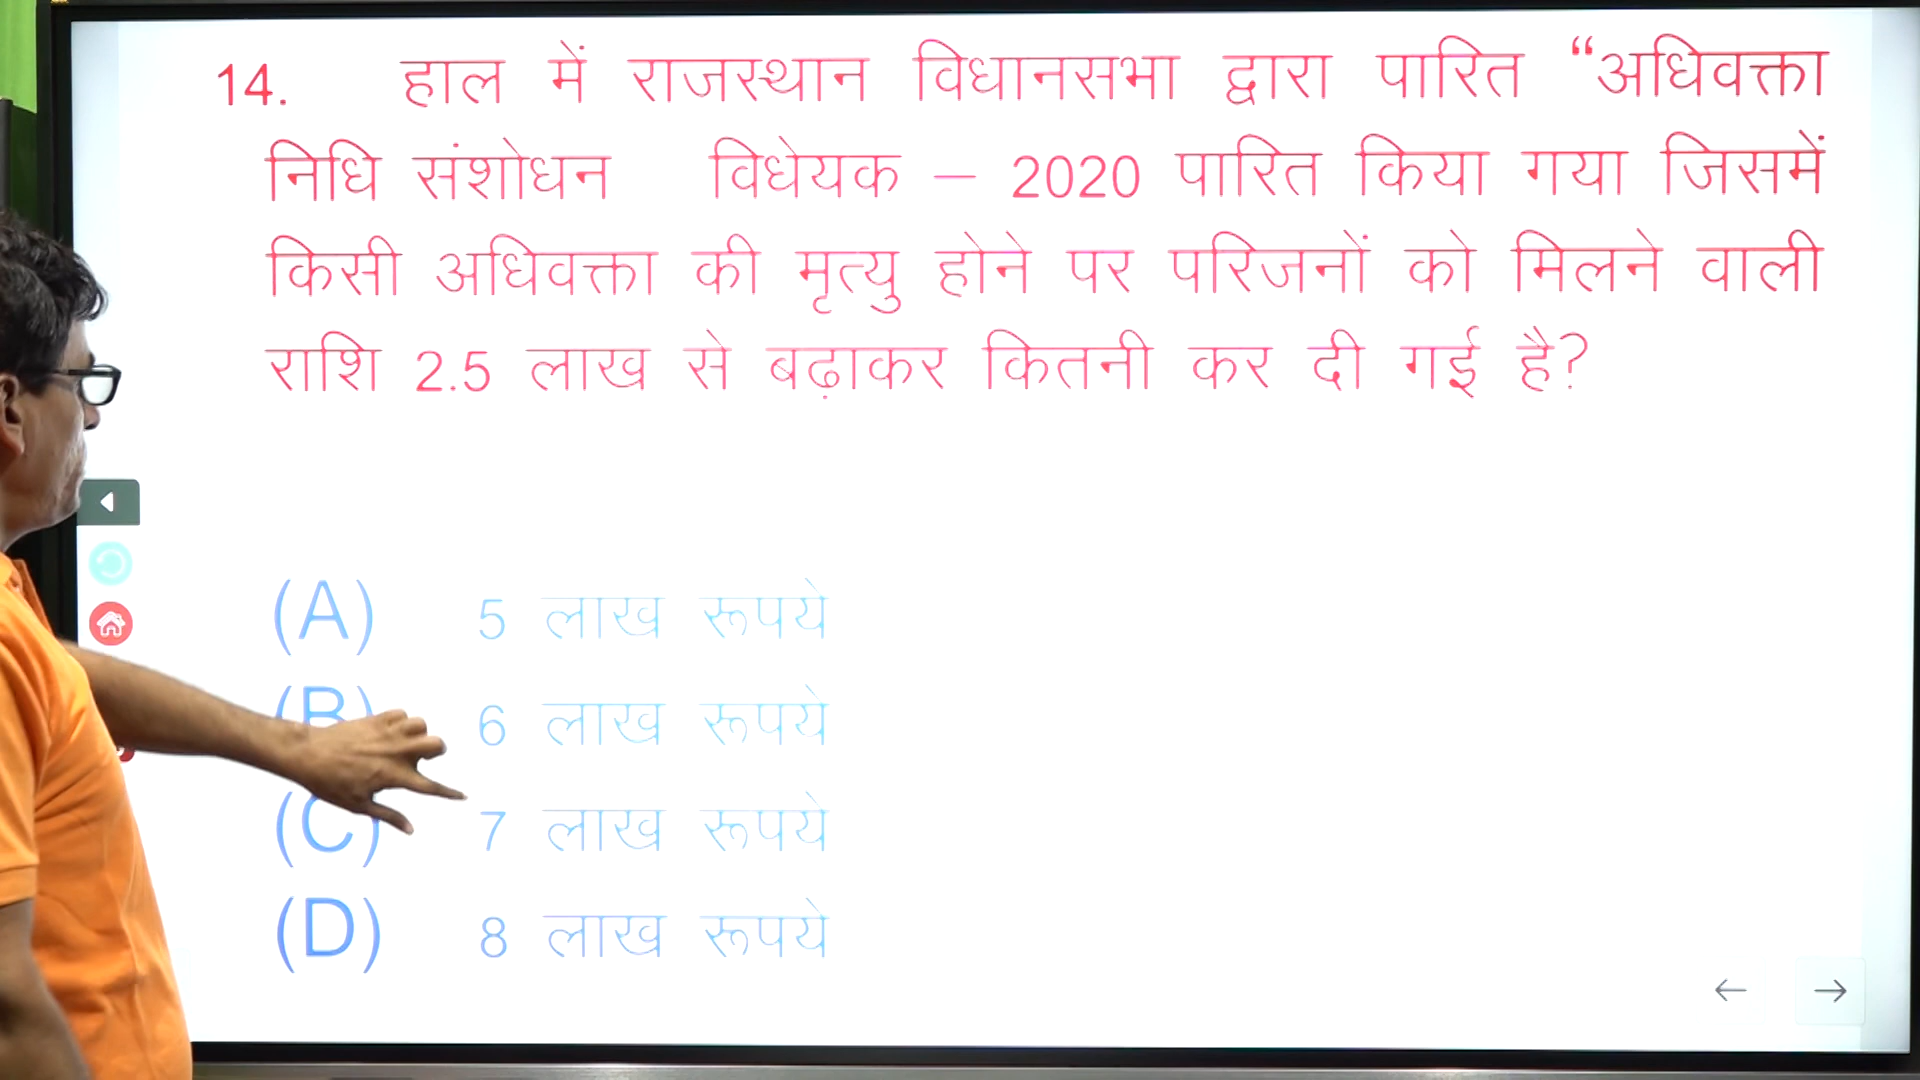 14. हाल में राजस्थान विधानसभा द्वारा पारित “अधिवक्ता
निधि संशोधन विधेयक – 2020 पारित किया गया जिसमें
किसी अधिवक्ता की मृत्यु होने पर परिजनों को मिलने वाली
राशि 2.5 लाख से बढ़ाकर कितनी कर दी गई है?
(A) 5 लाख रूपये
(B) 6 लाख रूपये
(C) 7 लाख रूपये
(D) 8 लाख रूपये